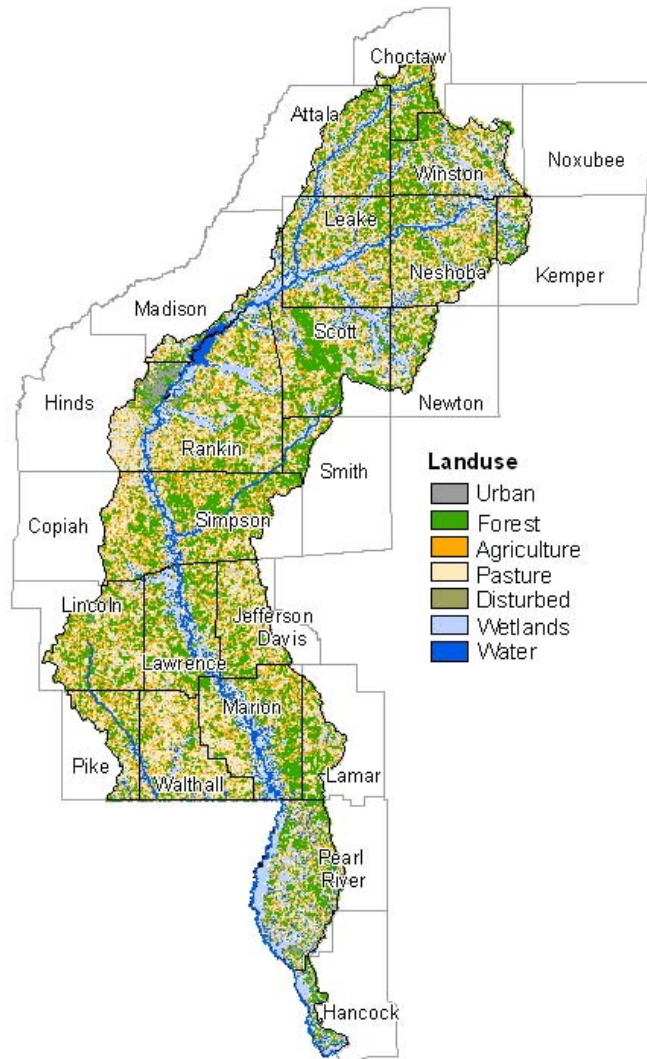 Choctaw
Attala
Noxubee
Winston
Leake
Neshoba
Kemper
Madison
Scott
Hinds
Newton
Rankin
Smith
Landuse
Urban
Copiah
Simpson
Forest
Agriculture
Pasture
Disturbed
Wetlands
Water
Lincoln
Jefferson
Davis
Lawrence
Marion
Pike
Walthall
Lamar
Pearl
River
Hancock